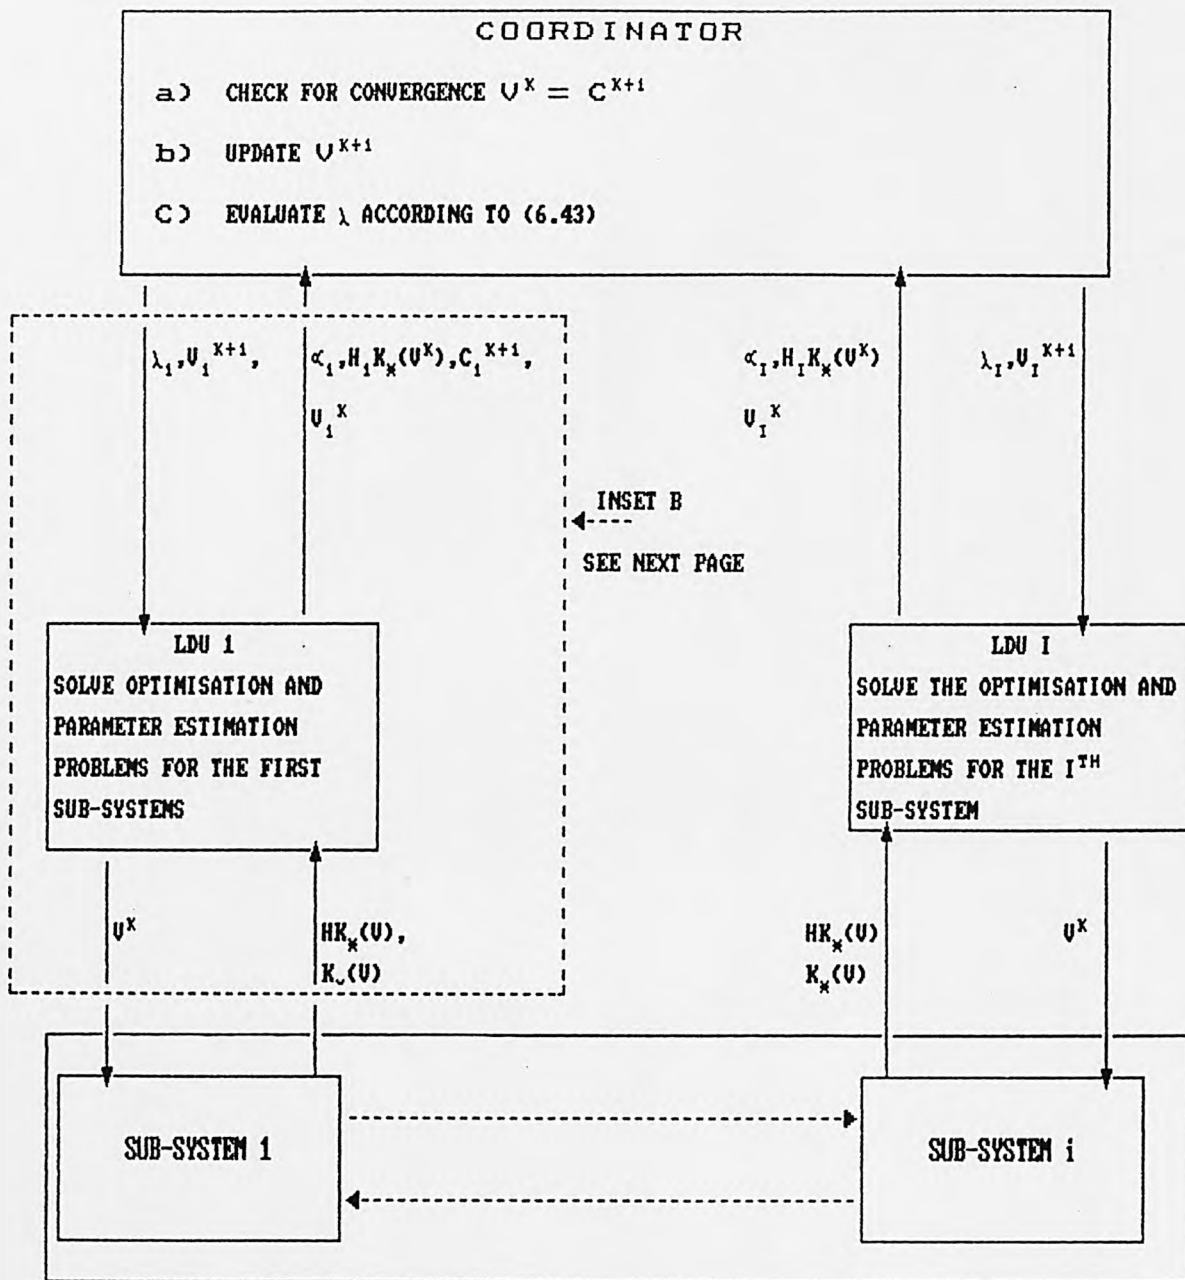 COORDINATOR
a) CHECK FOR CONVERGENCE V^K = C^K+1
b) UPDATE V^K+1
C) EVALUATE λ ACCORDING TO (6.43)
λ_1,V_1^K+1,
∝_1,H_1K_*(V^K),C_1^K+1,
V_1^K
∝_I,H_IK_*(V^K)
V_I^K
λ_I,V_I^K+1
INSET B
SEE NEXT PAGE
LDU 1
SOLVE OPTIMISATION AND
PARAMETER ESTIMATION
PROBLEMS FOR THE FIRST
SUB-SYSTEMS
LDU I
SOLVE THE OPTIMISATION AND
PARAMETER ESTIMATION
PROBLEMS FOR THE I^TH
SUB-SYSTEM
V^K
HK_*(V),
K_*(V)
HK_*(V)
K_*(V)
V^K
SUB-SYSTEM 1
SUB-SYSTEM i